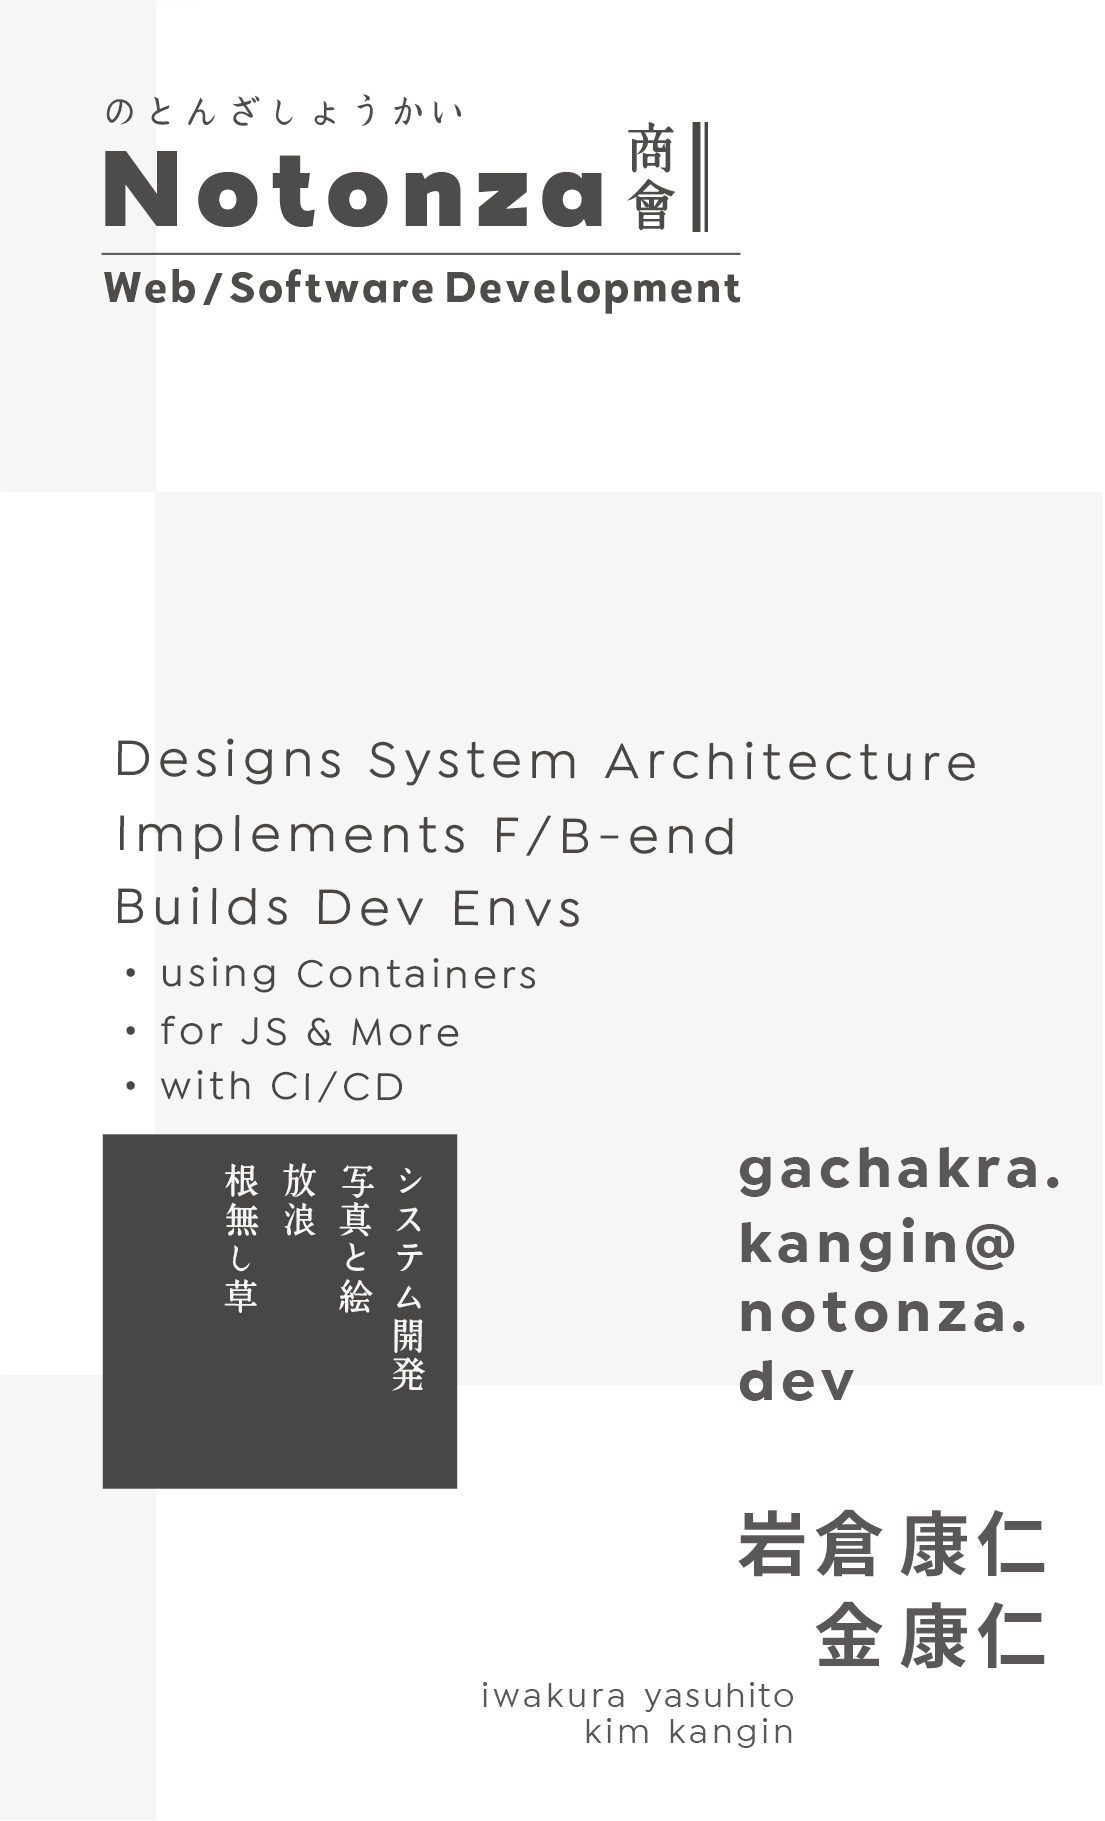 のとんざしょうかい
Notonza 商會
Web/Software Development
Designs System Architecture
Implements F/B-end
Builds Dev Envs
• using Containers
• for JS & More
• with CI/CD
システム開発
写真と絵
放浪
根無し草
gachakra.
kangin@
notonza.
dev
岩倉 康仁
金 康仁
iwakura yasuhito
kim kangin